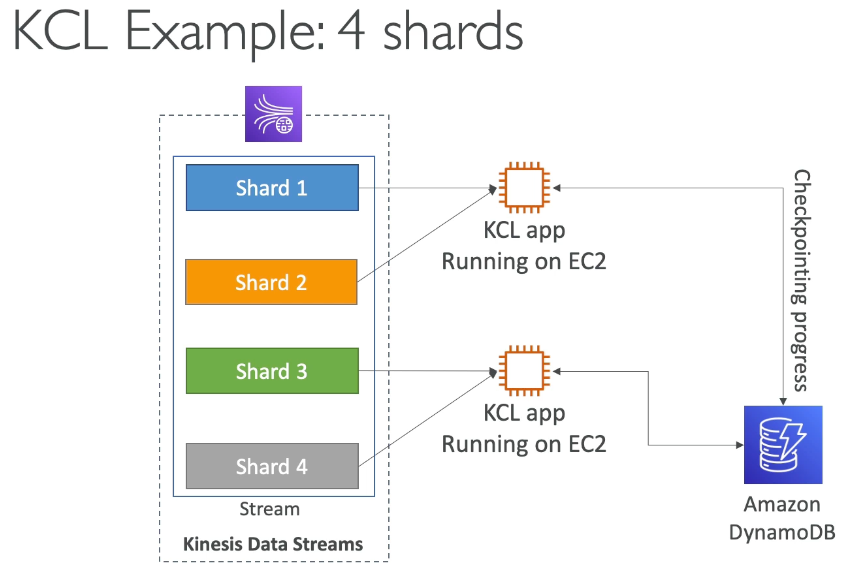 KCL Example: 4 shards
Shard 1
Shard 2
Shard 3
Shard 4
Stream
Kinesis Data Streams
KCL app
Running on EC2
KCL app
Running on EC2
Checkpointing progress
Amazon
DynamoDB